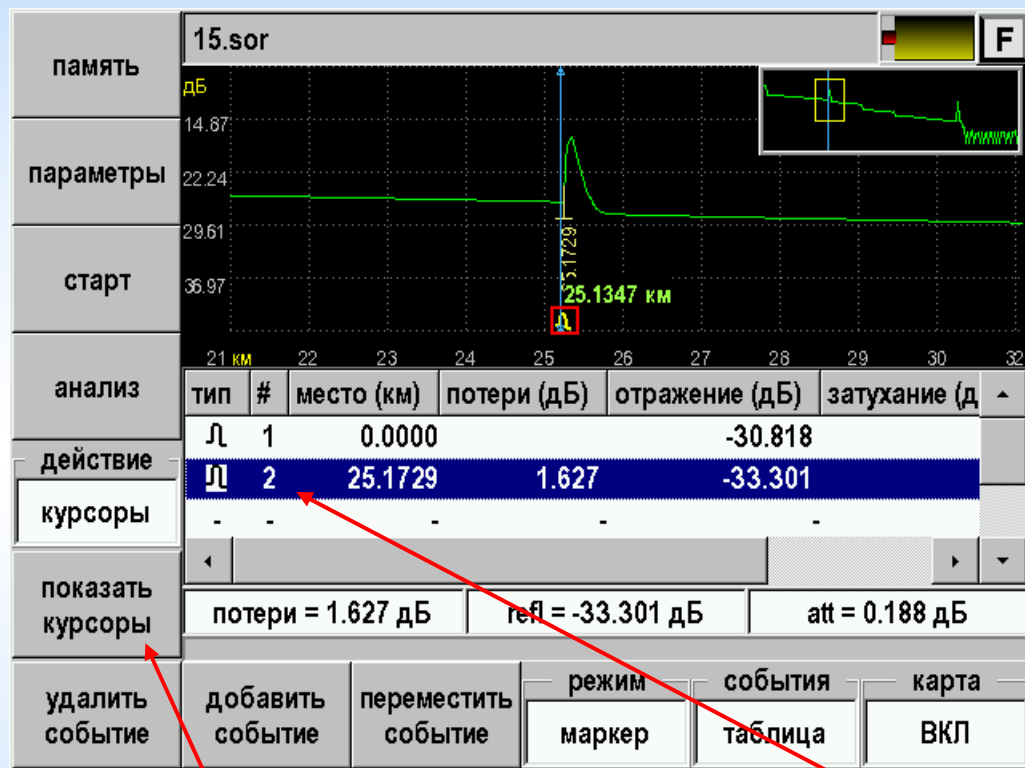 память
15.sor
F
параметры
старт
анализ
действие
курсоры
показать
курсоры
удалить
событие
дБ
14.87
22.24
29.61
36.97
25.1729
25.1347 км
21 км 22 23 24 25 26 27 28 29 30 32
тип # место (км) потери (дБ) отражение (дБ) затухание (д
1 0.0000 -30.818
2 25.1729 1.627 -33.301
- - - - -
потери = 1.627 дБ refl = -33.301 дБ att = 0.188 дБ
добавить
событие
переместить
событие
режим
маркер
события
таблица
карта
ВКЛ